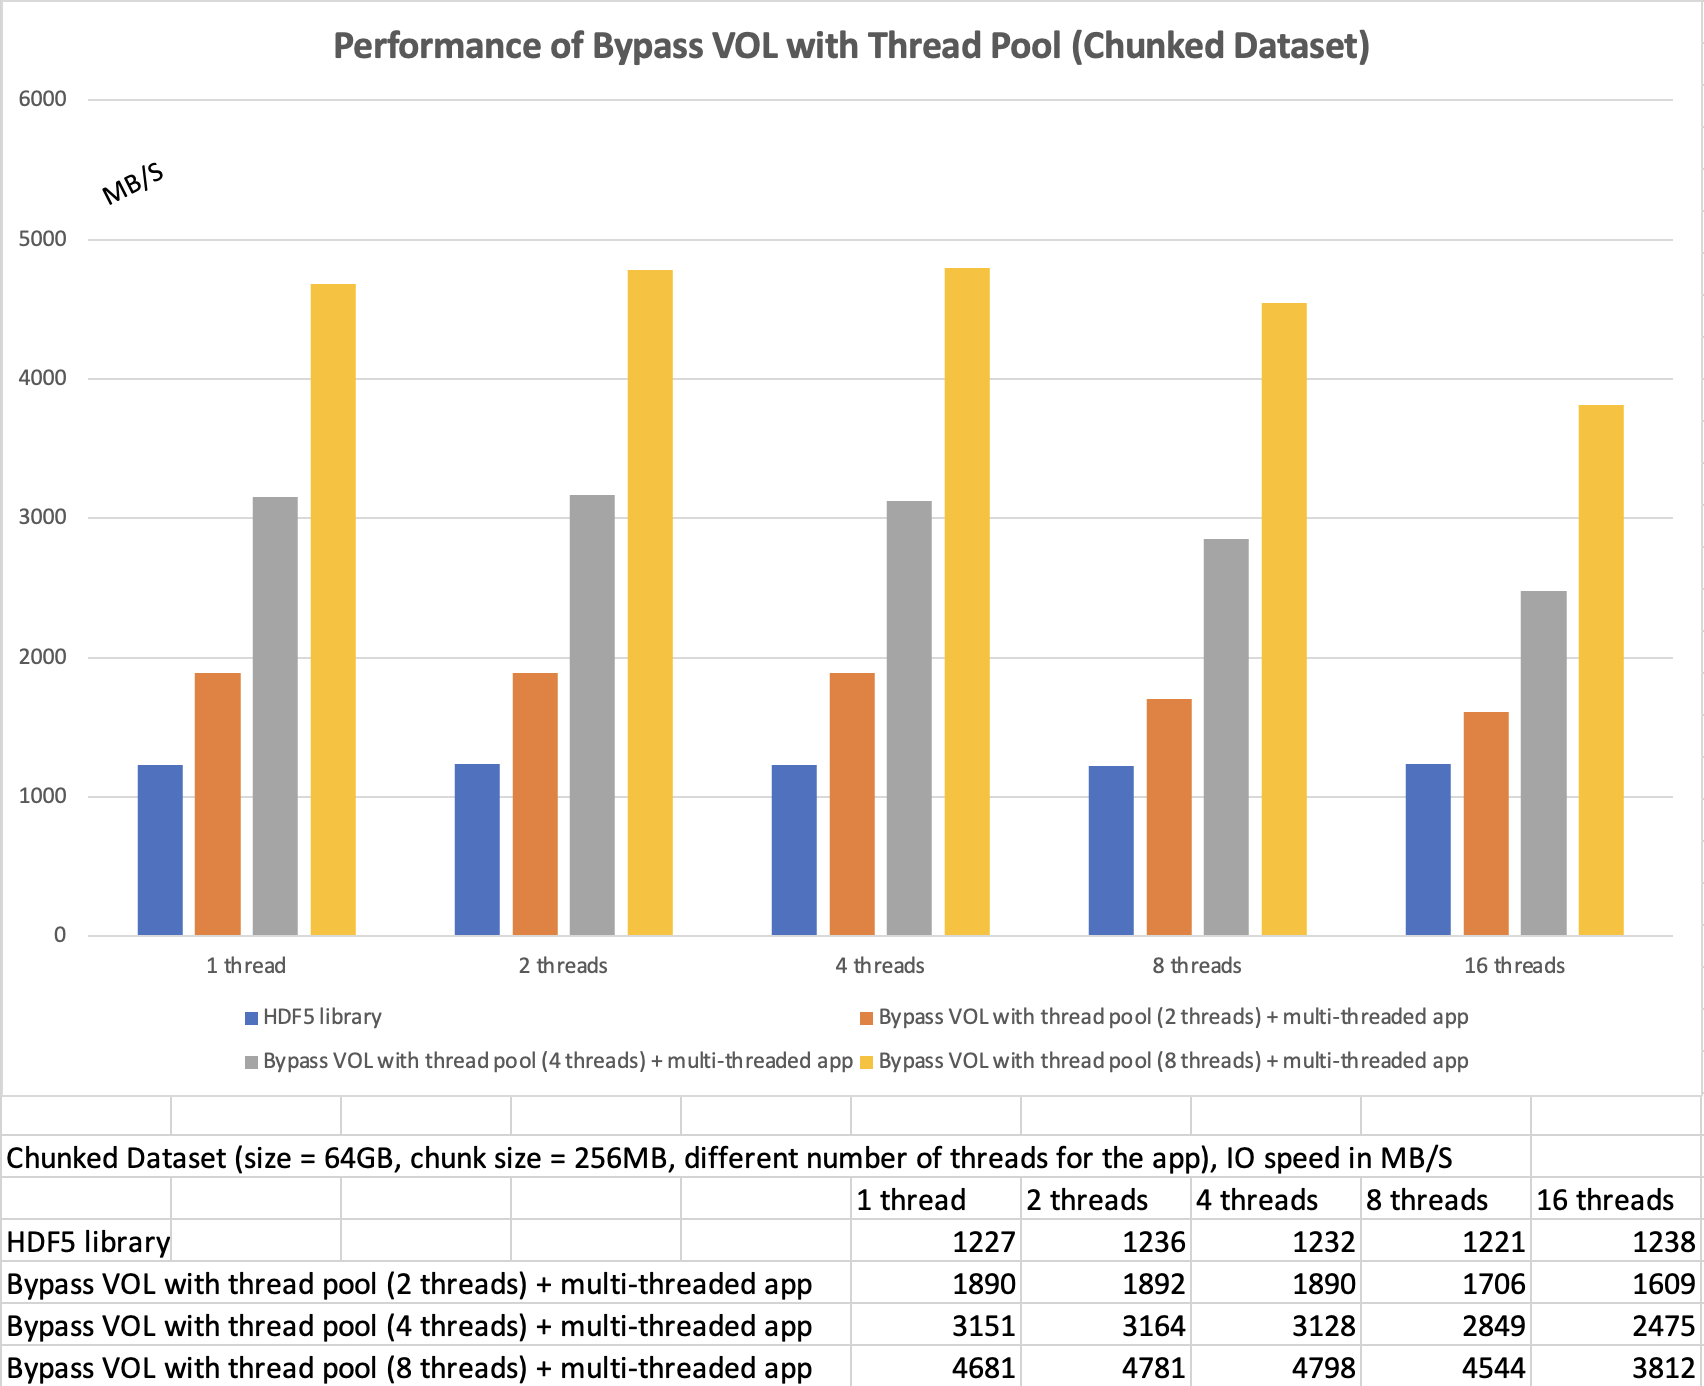 Performance of Bypass VOL with Thread Pool (Chunked Dataset)
6000
MB/S
5000
4000
3000
2000
1000
0
1 thread 2 threads 4 threads 8 threads 16 threads
HDF5 library Bypass VOL with thread pool (2 threads) + multi-threaded app
Bypass VOL with thread pool (4 threads) + multi-threaded app Bypass VOL with thread pool (8 threads) + multi-threaded app
Chunked Dataset (size = 64GB, chunk size = 256MB, different number of threads for the app), IO speed in MB/S
1 thread 2 threads 4 threads 8 threads 16 threads
HDF5 library 1227 1236 1232 1221 1238
Bypass VOL with thread pool (2 threads) + multi-threaded app 1890 1892 1890 1706 1609
Bypass VOL with thread pool (4 threads) + multi-threaded app 3151 3164 3128 2849 2475
Bypass VOL with thread pool (8 threads) + multi-threaded app 4681 4781 4798 4544 3812